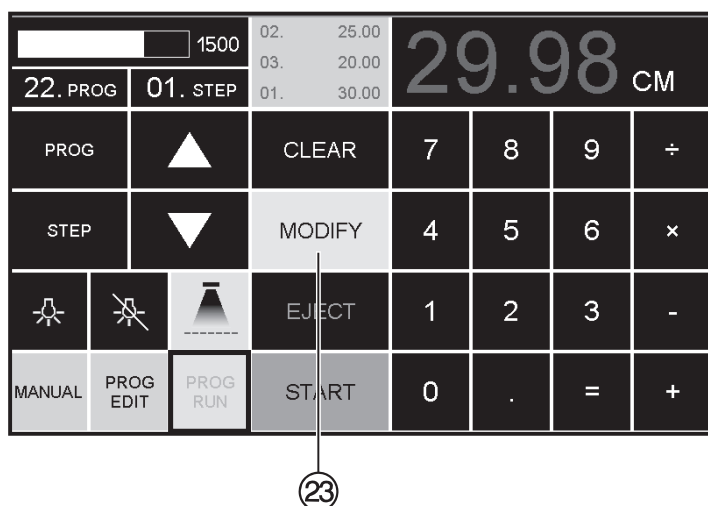 1500
02. 25.00
03. 20.00
01. 30.00
29.98 CM
22. PROG 01. STEP
PROG CLEAR 7 8 9 ÷
STEP MODIFY 4 5 6 ×
EJECT 1 2 3 -
MANUAL PROG EDIT PROG RUN START 0 . = +
23